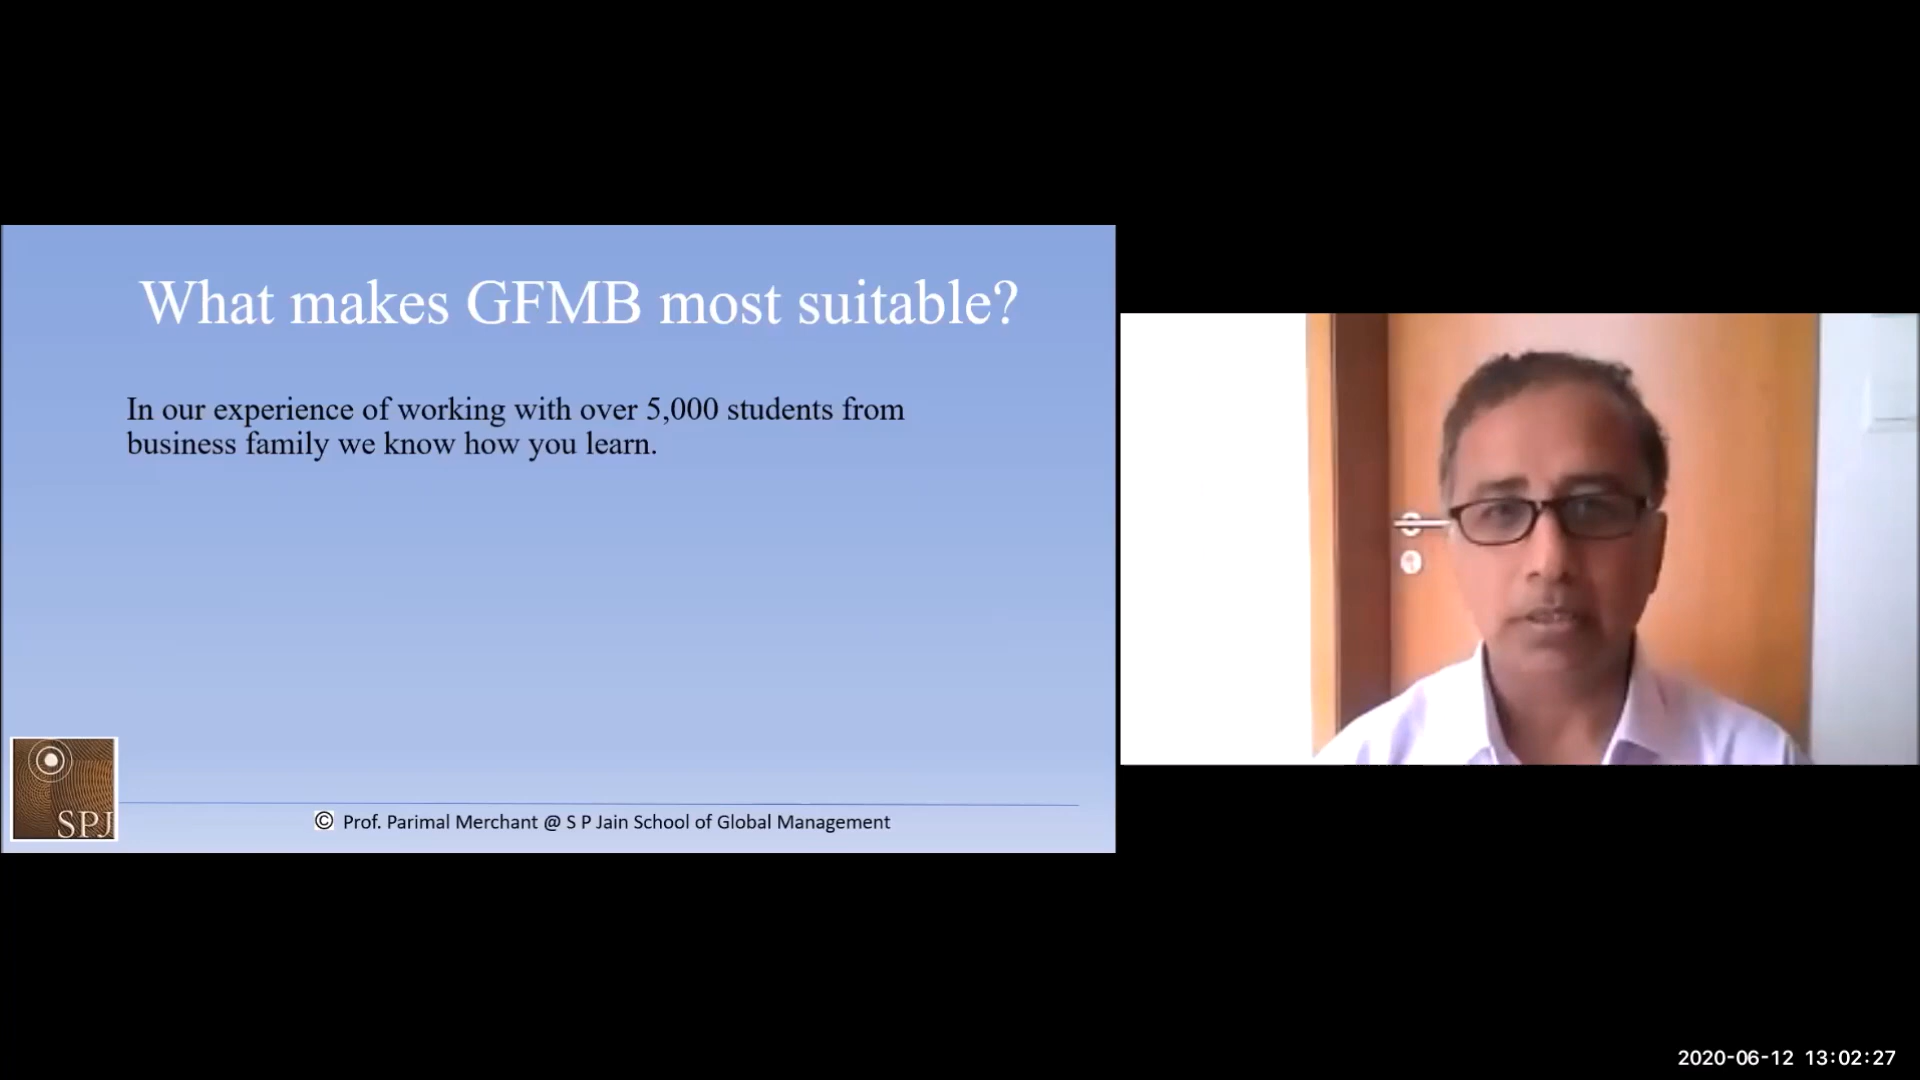 What makes GFMB most suitable?
In our experience of working with over 5,000 students from
business family we know how you learn.
SPJ
© Prof. Parimal Merchant @ S P Jain School of Global Management
2020-06-12 13:02:27